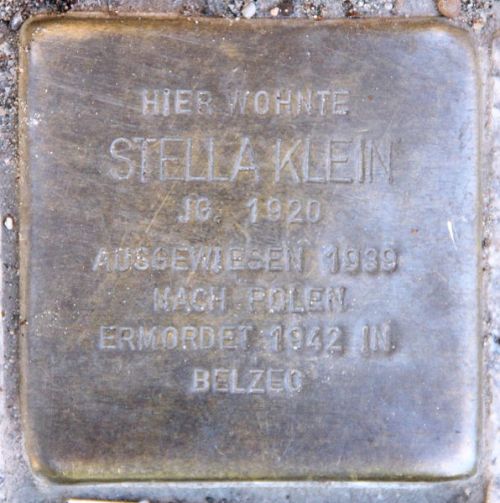 HIER WOHNTE
STELLA KLEIN
JG. 1920
AUSGEWIESEN 1939
NACH POLEN
ERMORDET 1942 IN
BELZEC